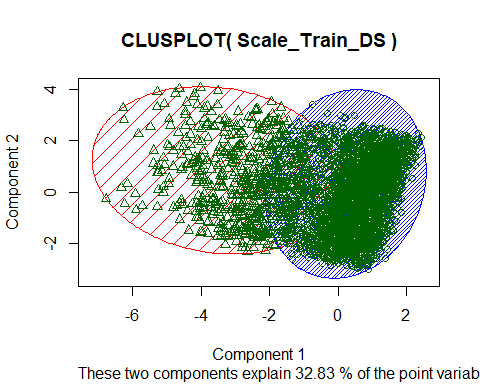 CLUSPLOT( Scale_Train_DS )
4
2
0
-2
Component 2
-6 -4 -2 0 2
Component 1
These two components explain 32.83 % of the point variab